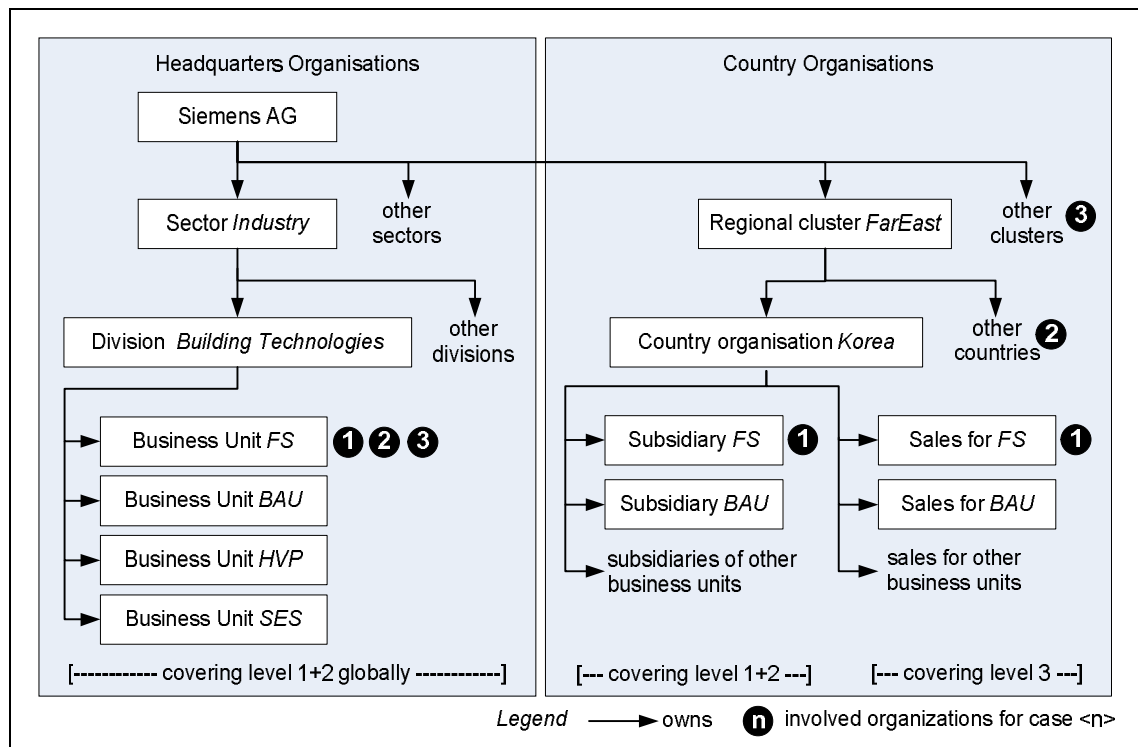 Headquarters Organisations
Siemens AG
Sector Industry
other
sectors
Division Building Technologies
other
divisions
Business Unit FS
1 2 3
Business Unit BAU
Business Unit HVP
Business Unit SES
[------------ covering level 1+2 globally ------------]
Country Organisations
Regional cluster FarEast
other
clusters
3
Country organisation Korea
other
countries
2
Subsidiary FS
1
Subsidiary BAU
subsidiaries of other
business units
[--- covering level 1+2 ---]
Sales for FS
1
Sales for BAU
sales for other
business units
[--- covering level 3 ---]
Legend owns n involved organizations for case <n>